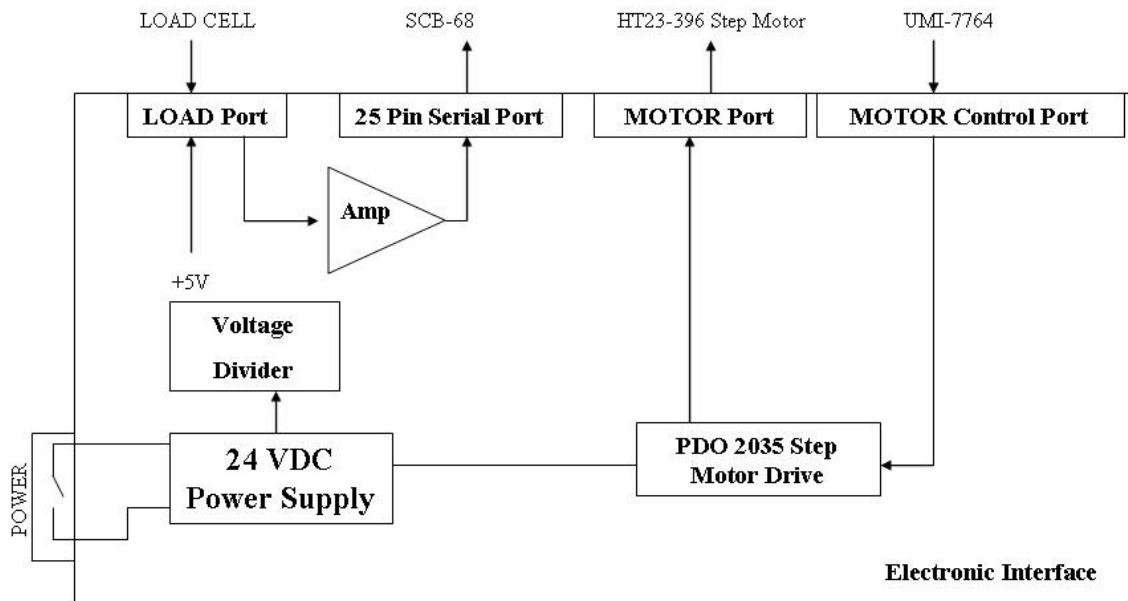 LOAD CELL
SCB-68
HT23-396 Step Motor
UMI-7764
LOAD Port
25 Pin Serial Port
MOTOR Port
MOTOR Control Port
Amp
+5V
Voltage
Divider
24 VDC
Power Supply
PDO 2035 Step
Motor Drive
POWER
Electronic Interface